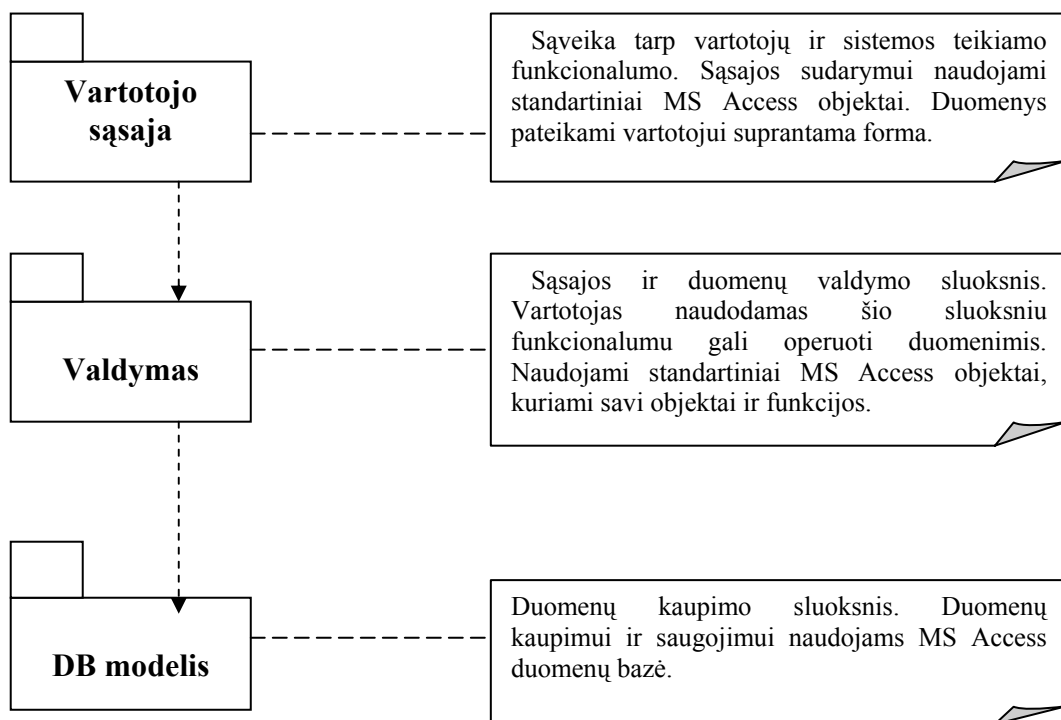 Vartotojo
sąsaja
Sąveika tarp vartotojų ir sistemos teikiamo
funkcionalumo. Sąsajos sudarymui naudojami
standartiniai MS Access objektai. Duomenys
pateikami vartotojui suprantama forma.
Valdymas
Sąsajos ir duomenų valdymo sluoksnis.
Vartotojas naudodamas šio sluoksniu
funkcionalumu gali operuoti duomenimis.
Naudojami standartiniai MS Access objektai,
kuriami savi objektai ir funkcijos.
DB modelis
Duomenų kaupimo sluoksnis. Duomenų
kaupimui ir saugojimui naudojams MS Access
duomenų bazė.